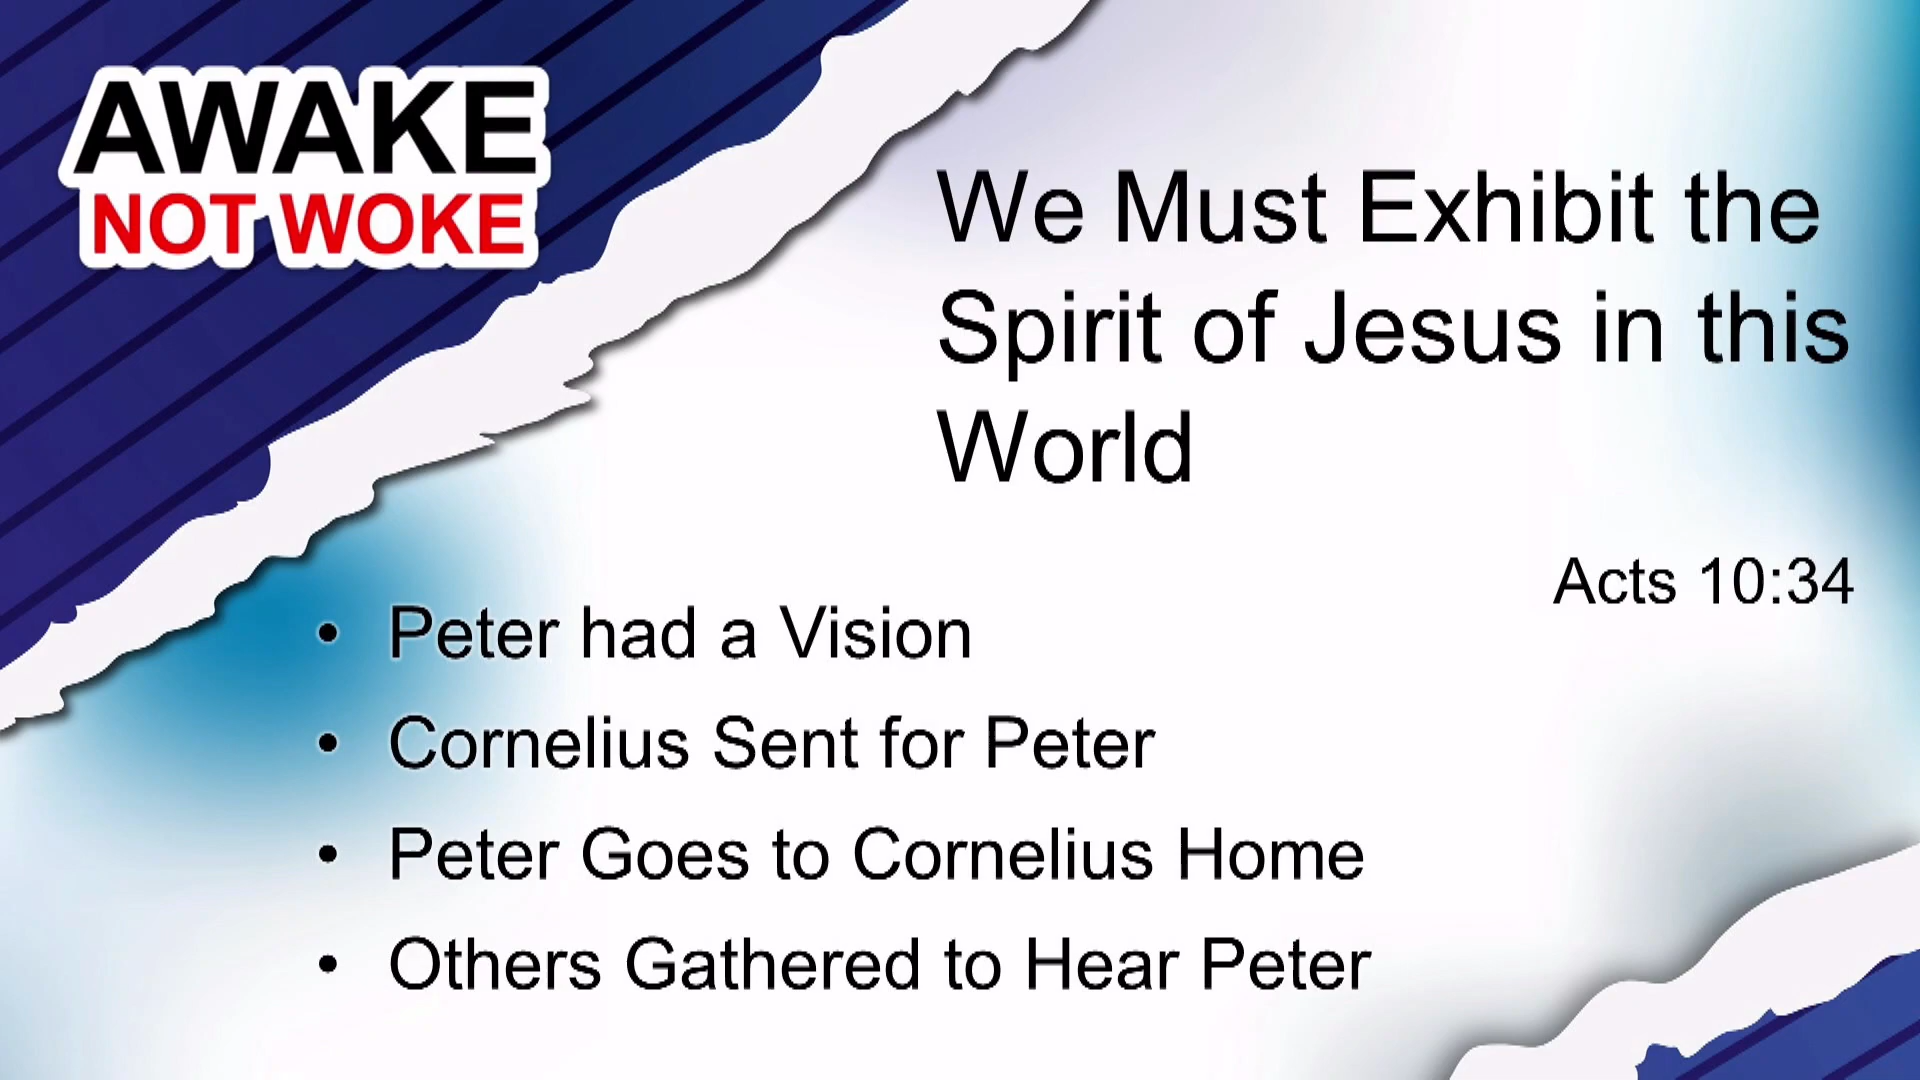 AWAKE
NOT WOKE
We Must Exhibit the
Spirit of Jesus in this
World
Acts 10:34
• Peter had a Vision
• Cornelius Sent for Peter
• Peter Goes to Cornelius Home
• Others Gathered to Hear Peter